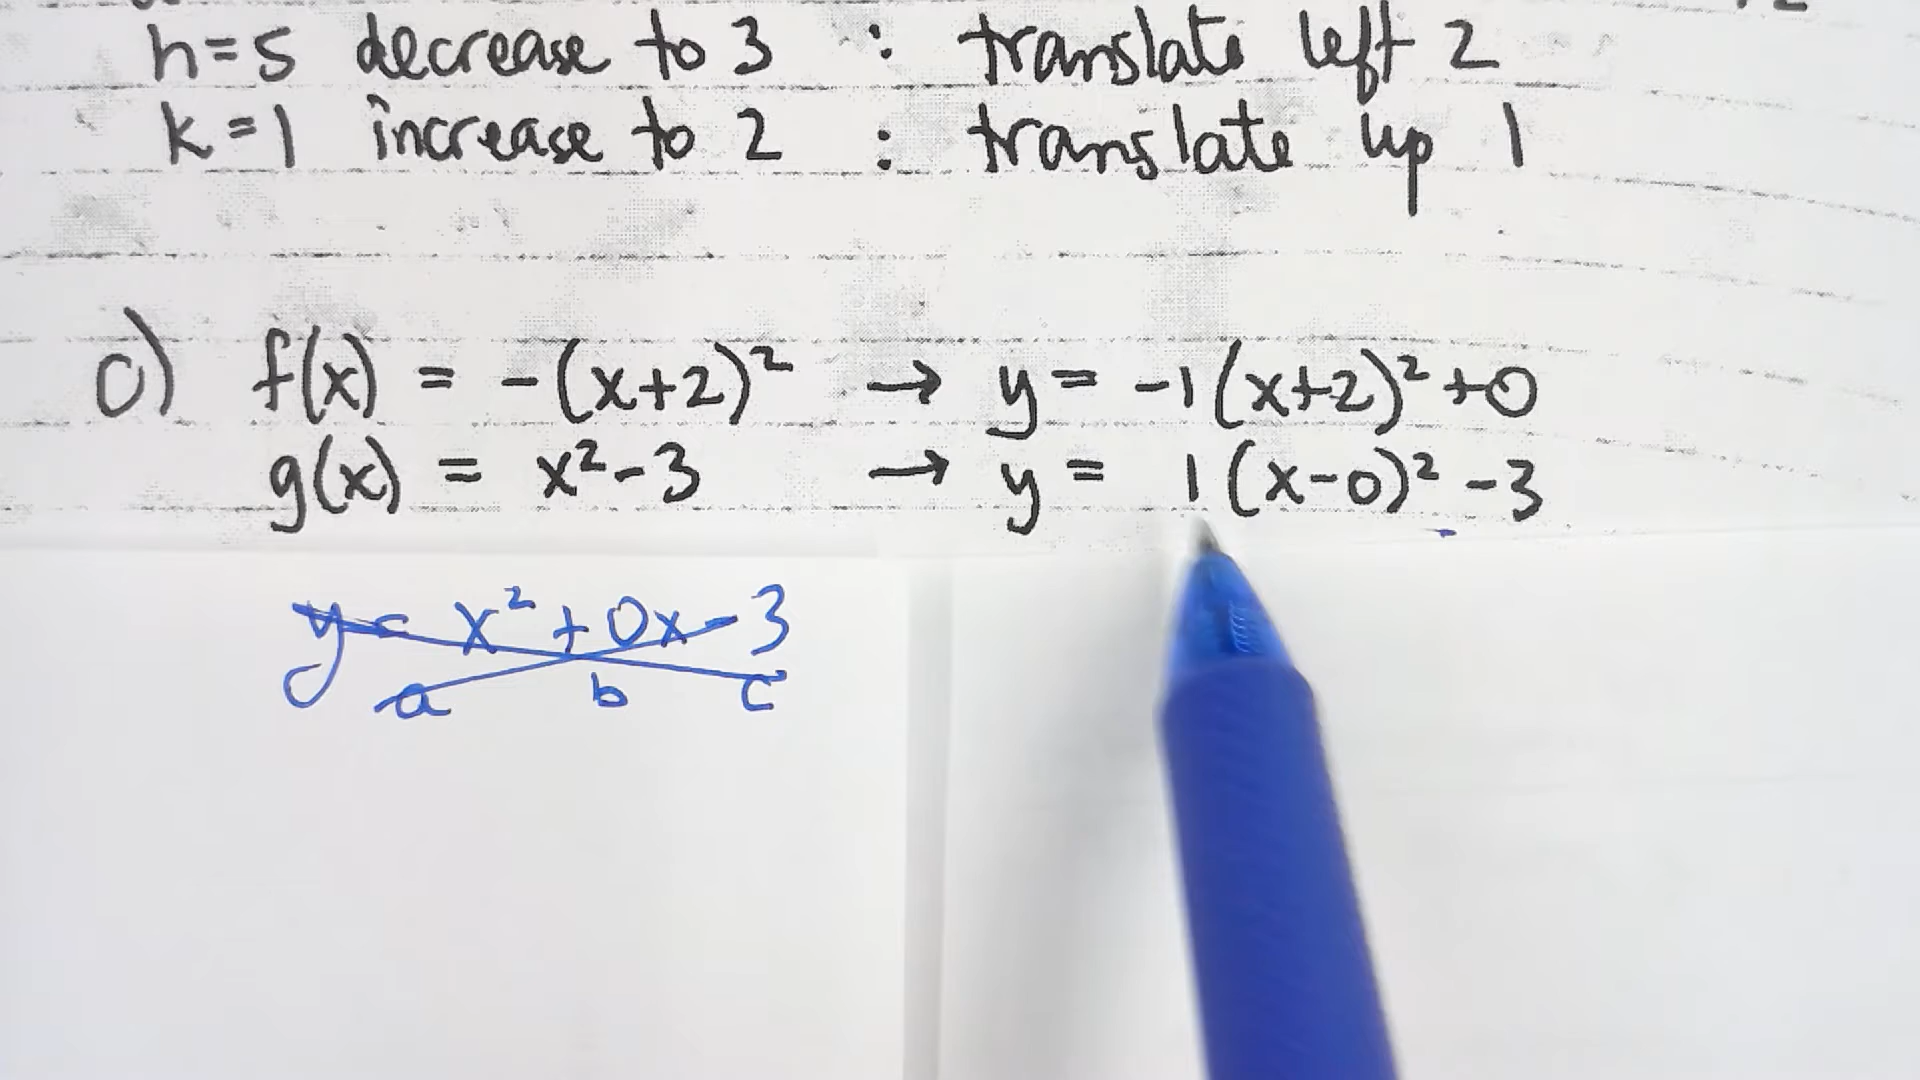 h=5 decrease to 3 : translate left 2
k=1 increase to 2 : translate up 1
c) f(x) = -(x+2)² → y= -1(x+2)²+0
g(x) = x²-3 → y= 1(x-0)²-3
y= x²+0x-3
a b c